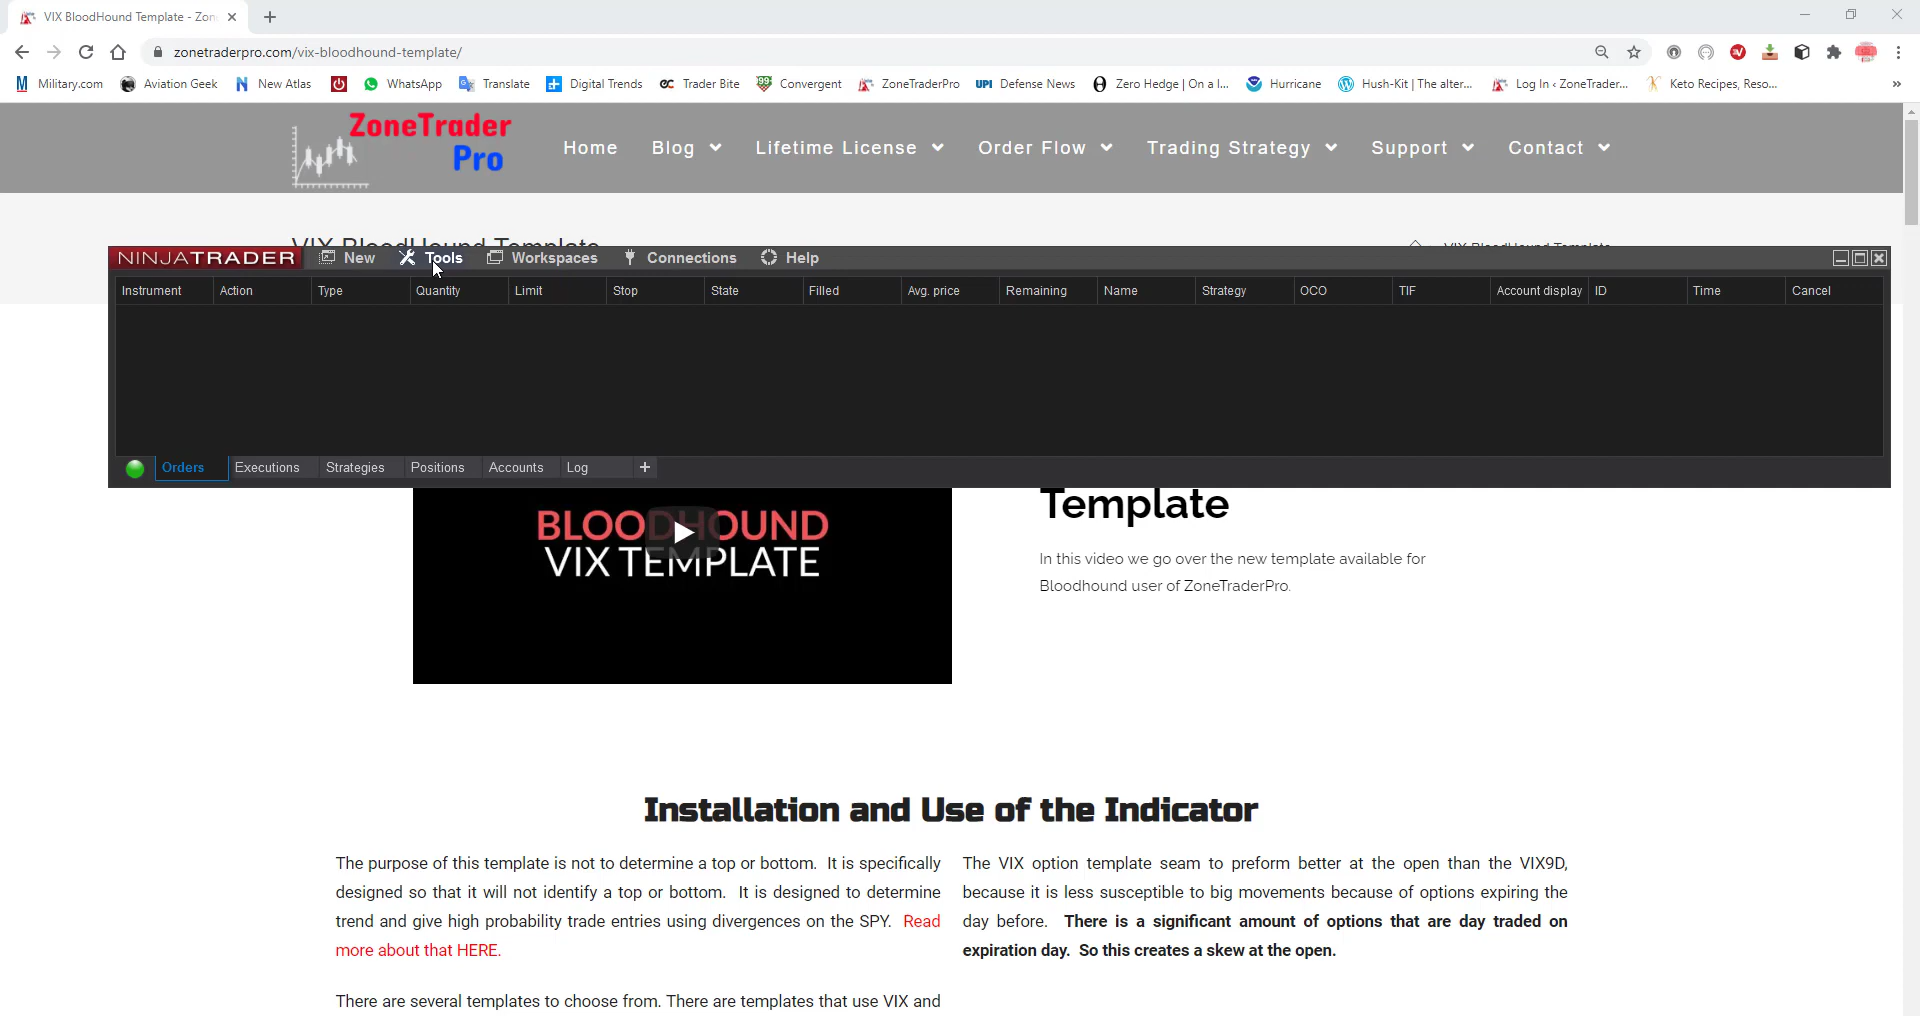 VIX BloodHound Template - Zon
zonetraderpro.com/vix-bloodhound-template/
Military.com Aviation Geek New Atlas WhatsApp Translate Digital Trends Trader Bite Convergent ZoneTraderPro Defense News Zero Hedge | On a l... Hurricane Hush-Kit | The alter... Log In ‹ ZoneTrader... Keto Recipes, Reso... »
ZoneTrader
Pro
Home Blog Lifetime License Order Flow Trading Strategy Support Contact
VIX BloodHound Template VIX BloodHound Template
NINJATRADER New Tools Workspaces Connections Help
Instrument Action Type Quantity Limit Stop State Filled Avg. price Remaining Name Strategy OCO TIF Account display ID Time Cancel
Orders Executions Strategies Positions Accounts Log +
BLOODHOUND
VIX TEMPLATE
Template
In this video we go over the new template available for
Bloodhound user of ZoneTraderPro.
Installation and Use of the Indicator
The purpose of this template is not to determine a top or bottom. It is specifically
designed so that it will not identify a top or bottom. It is designed to determine
trend and give high probability trade entries using divergences on the SPY. Read
more about that HERE.
There are several templates to choose from. There are templates that use VIX and
The VIX option template seam to preform better at the open than the VIX9D,
because it is less susceptible to big movements because of options expiring the
day before. There is a significant amount of options that are day traded on
expiration day. So this creates a skew at the open.